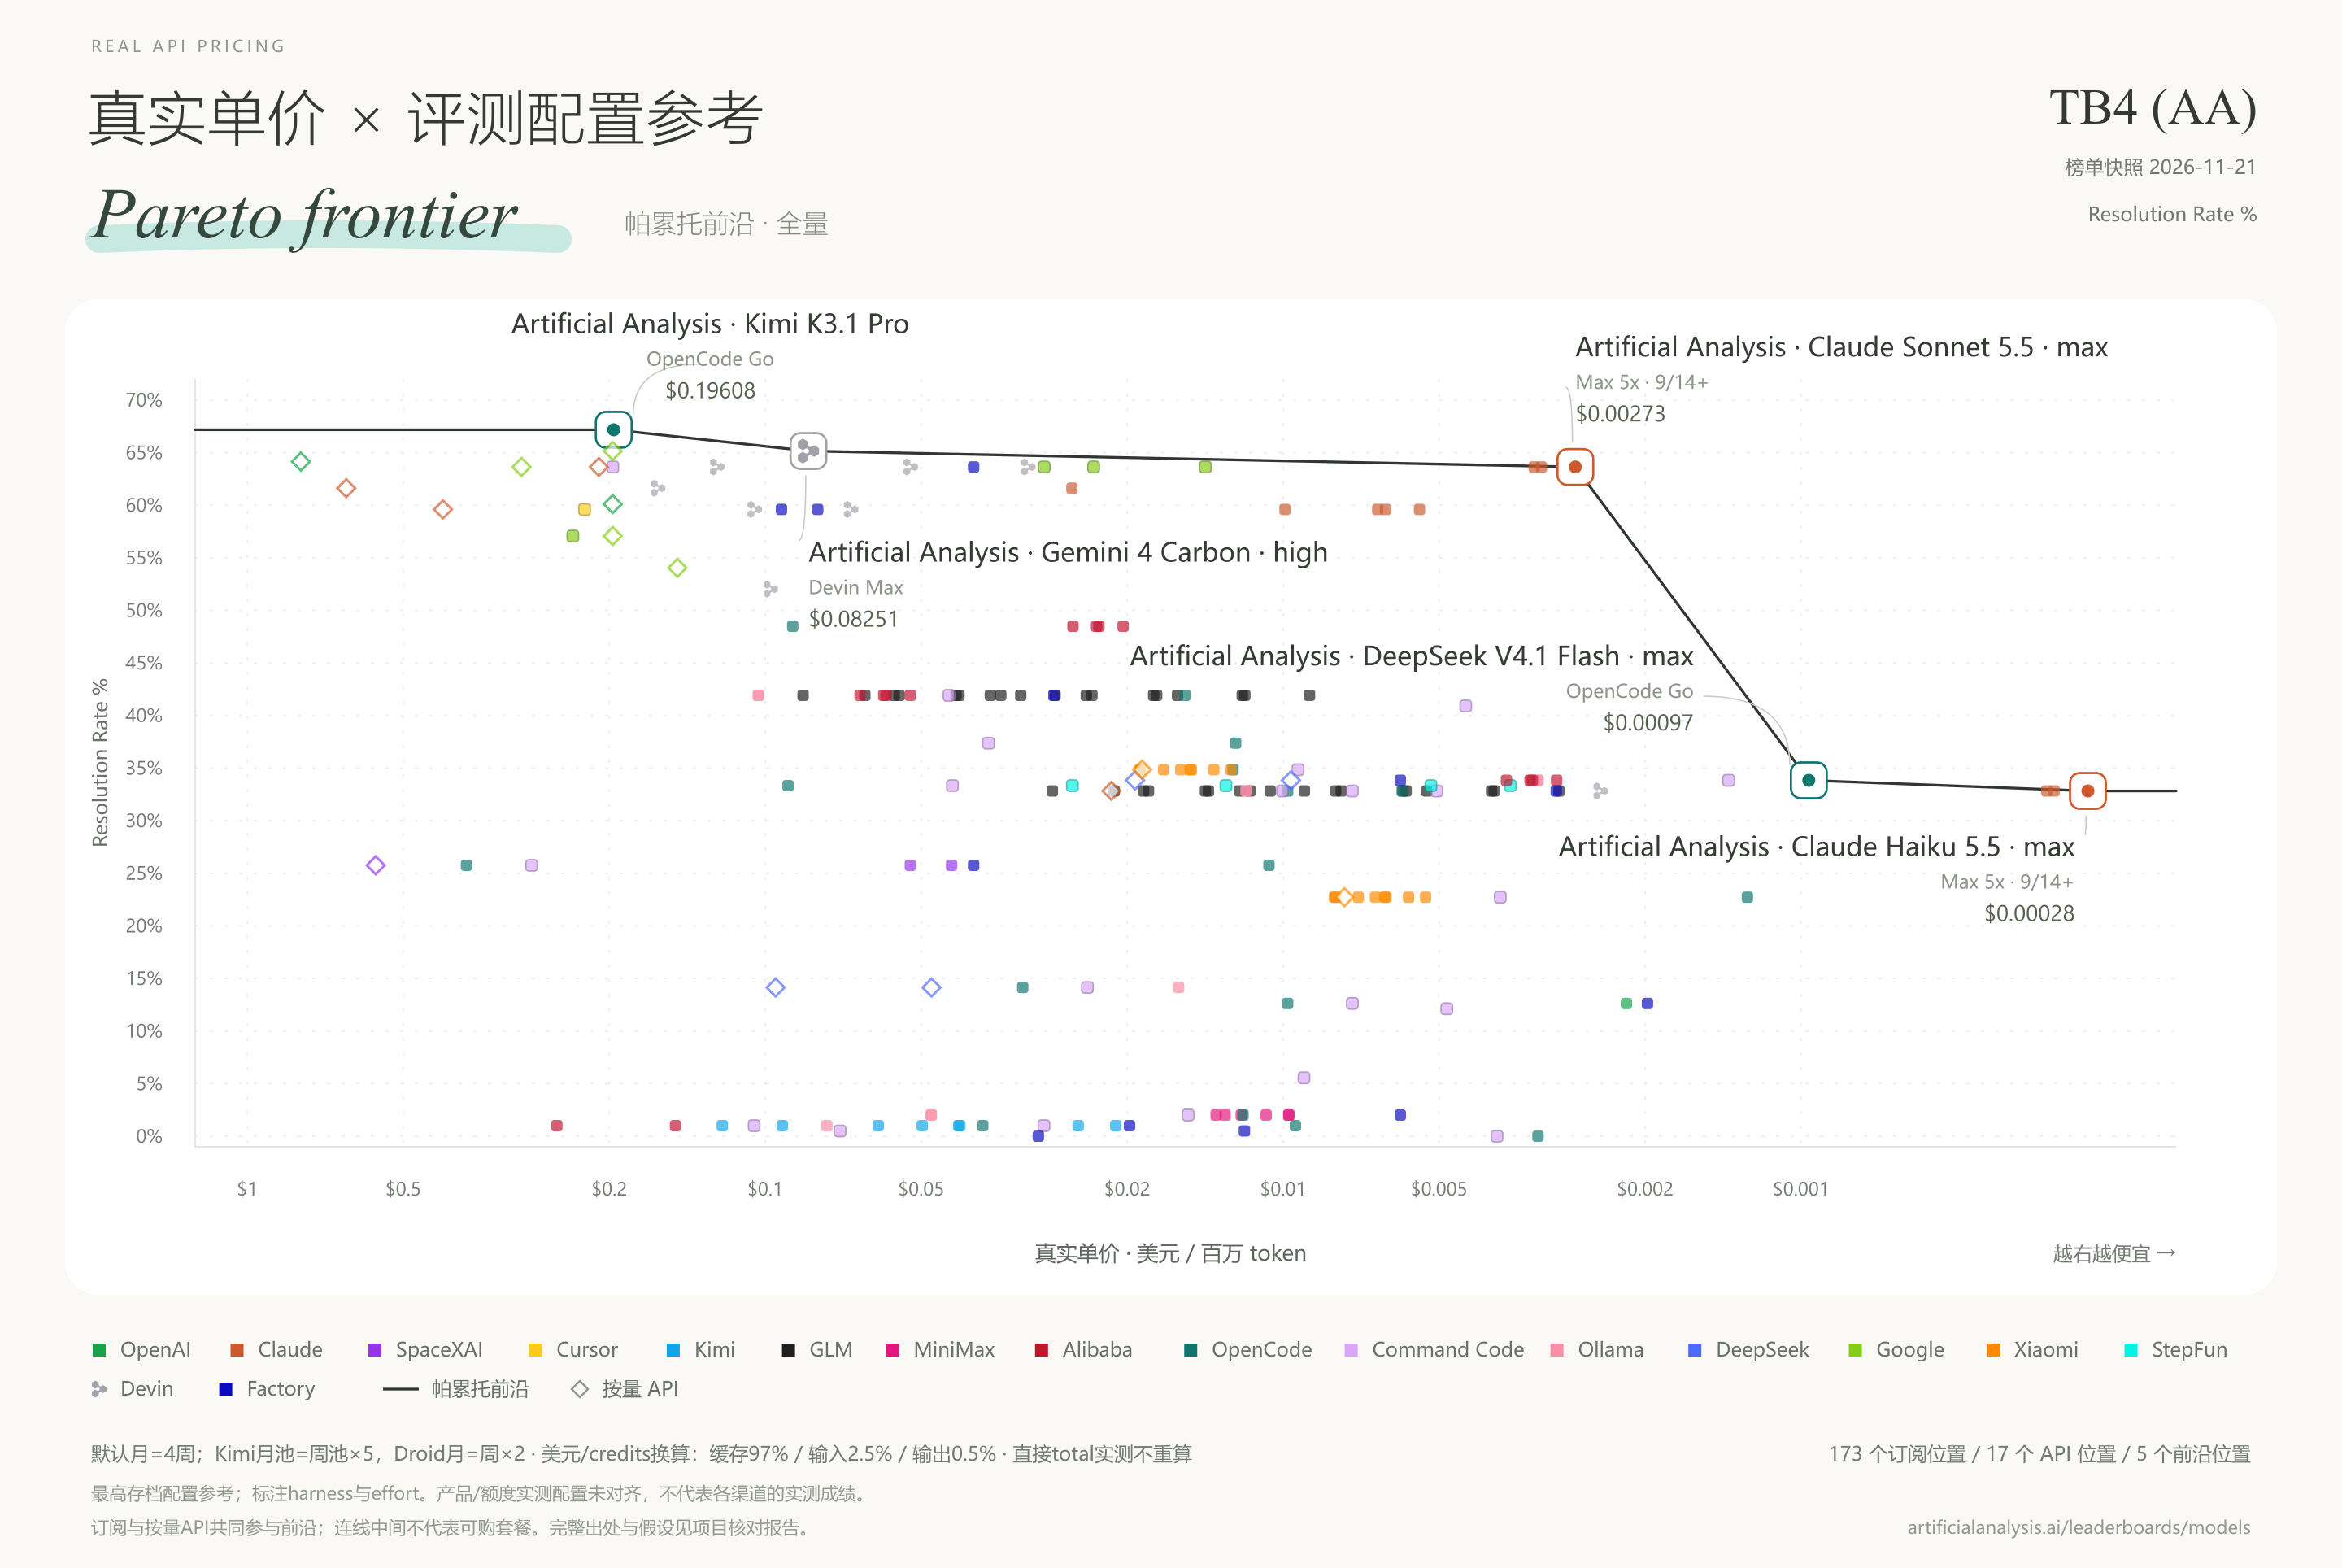 REAL API PRICING
真实单价 × 评测配置参考
Pareto frontier
帕累托前沿 · 全量
TB4 (AA)
榜单快照 2026-11-21
Resolution Rate %
Artificial Analysis · Kimi K3.1 Pro
OpenCode Go
$0.19608
Artificial Analysis · Claude Sonnet 5.5 · max
Max 5x · 9/14+
$0.00273
Artificial Analysis · Gemini 4 Carbon · high
Devin Max
$0.08251
Artificial Analysis · DeepSeek V4.1 Flash · max
OpenCode Go
$0.00097
Artificial Analysis · Claude Haiku 5.5 · max
Max 5x · 9/14+
$0.00028
Resolution Rate %
70%
65%
60%
55%
50%
45%
40%
35%
30%
25%
20%
15%
10%
5%
0%
$1 $0.5 $0.2 $0.1 $0.05 $0.02 $0.01 $0.005 $0.002 $0.001
真实单价 · 美元 / 百万 token
越右越便宜 →
OpenAI Claude SpaceXAI Cursor Kimi GLM MiniMax Alibaba OpenCode Command Code Ollama DeepSeek Google Xiaomi StepFun
Devin Factory 帕累托前沿 按量 API
默认月=4周；Kimi月池=周池×5，Droid月=周×2 · 美元/credits换算：缓存97% / 输入2.5% / 输出0.5% · 直接total实测不重算
173 个订阅位置 / 17 个 API 位置 / 5 个前沿位置
最高存档配置参考；标注harness与effort。产品/额度实测配置未对齐，不代表各渠道的实测成绩。
订阅与按量API共同参与前沿；连线中间不代表可购套餐。完整出处与假设见项目核对报告。
artificialanalysis.ai/leaderboards/models